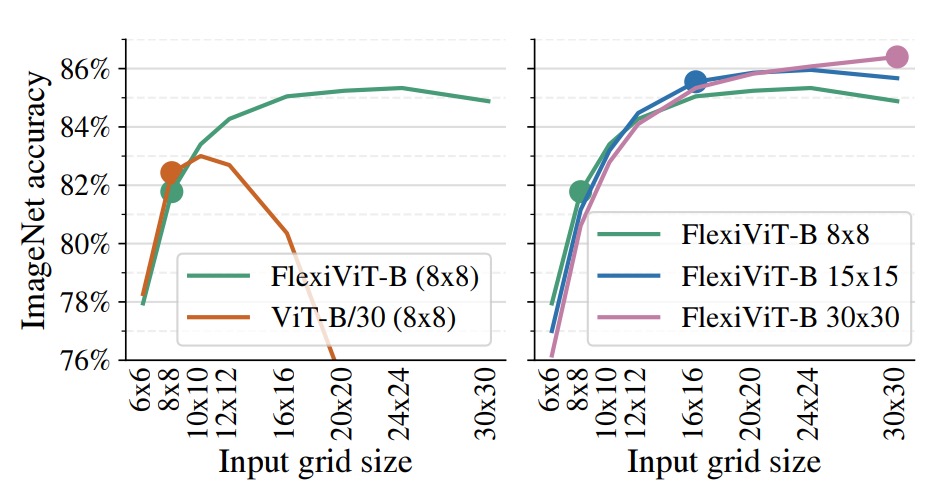 ImageNet accuracy
86%
84%
82%
80%
78%
76%
FlexiViT-B (8x8)
ViT-B/30 (8x8)
6x6
8x8
10x10
12x12
16x16
20x20
24x24
30x30
Input grid size
FlexiViT-B 8x8
FlexiViT-B 15x15
FlexiViT-B 30x30
6x6
8x8
10x10
12x12
16x16
20x20
24x24
30x30
Input grid size